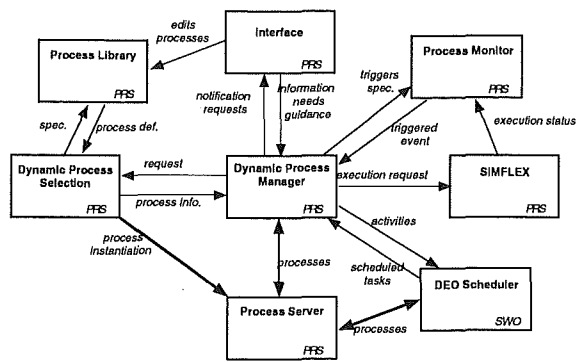 edits
processes
Interface
PRS
Process Library
PRS
Process Monitor
PRS
notification
requests
information
needs
guidance
triggers
spec.
triggered
event
execution status
spec.
process def.
Dynamic Process
Selection
PRS
request
process info.
Dynamic Process
Manager
PRS
execution request
SIMFLEX
PRS
process
instantiation
processes
activities
scheduled
tasks
DEO Scheduler
SWO
Process Server
PRS
processes